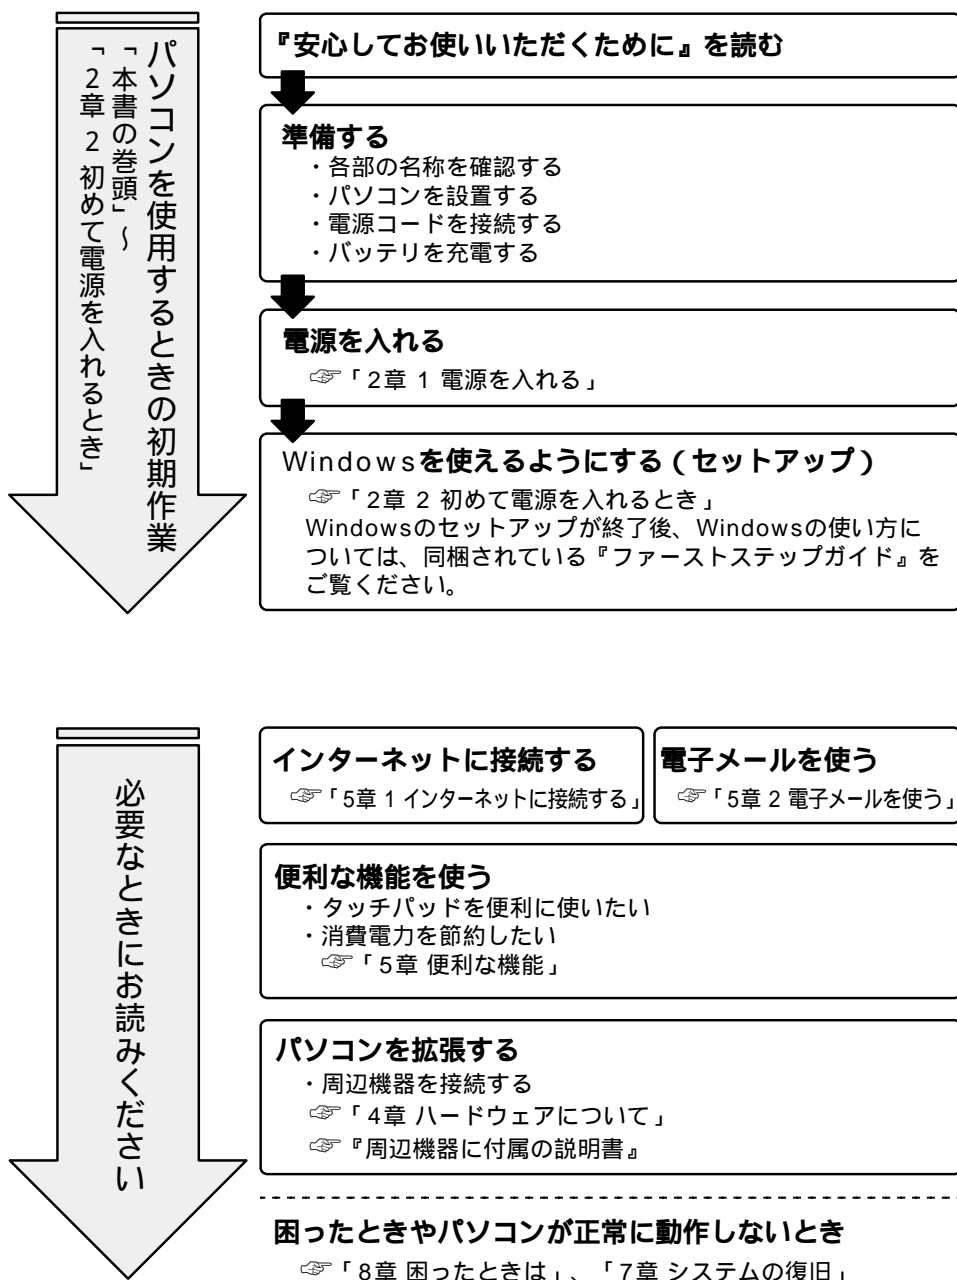 パソコンを使用するときの初期作業
「本書の巻頭」～
「2章 2 初めて電源を入れるとき」
『安心してお使いいただくために』を読む
準備する
・各部の名称を確認する
・パソコンを設置する
・電源コードを接続する
・バッテリを充電する
電源を入れる
☞「2章 1 電源を入れる」
Windowsを使えるようにする（セットアップ）
☞「2章 2 初めて電源を入れるとき」
Windowsのセットアップが終了後、Windowsの使い方に
ついては、同梱されている『ファーストステップガイド』を
ご覧ください。
必要なときにお読みください
インターネットに接続する
☞「5章 1 インターネットに接続する」
電子メールを使う
☞「5章 2 電子メールを使う」
便利な機能を使う
・タッチパッドを便利に使いたい
・消費電力を節約したい
☞「5章 便利な機能」
パソコンを拡張する
・周辺機器を接続する
☞「4章 ハードウェアについて」
☞『周辺機器に付属の説明書』
困ったときやパソコンが正常に動作しないとき
☞「8章 困ったときは」、「7章 システムの復旧」